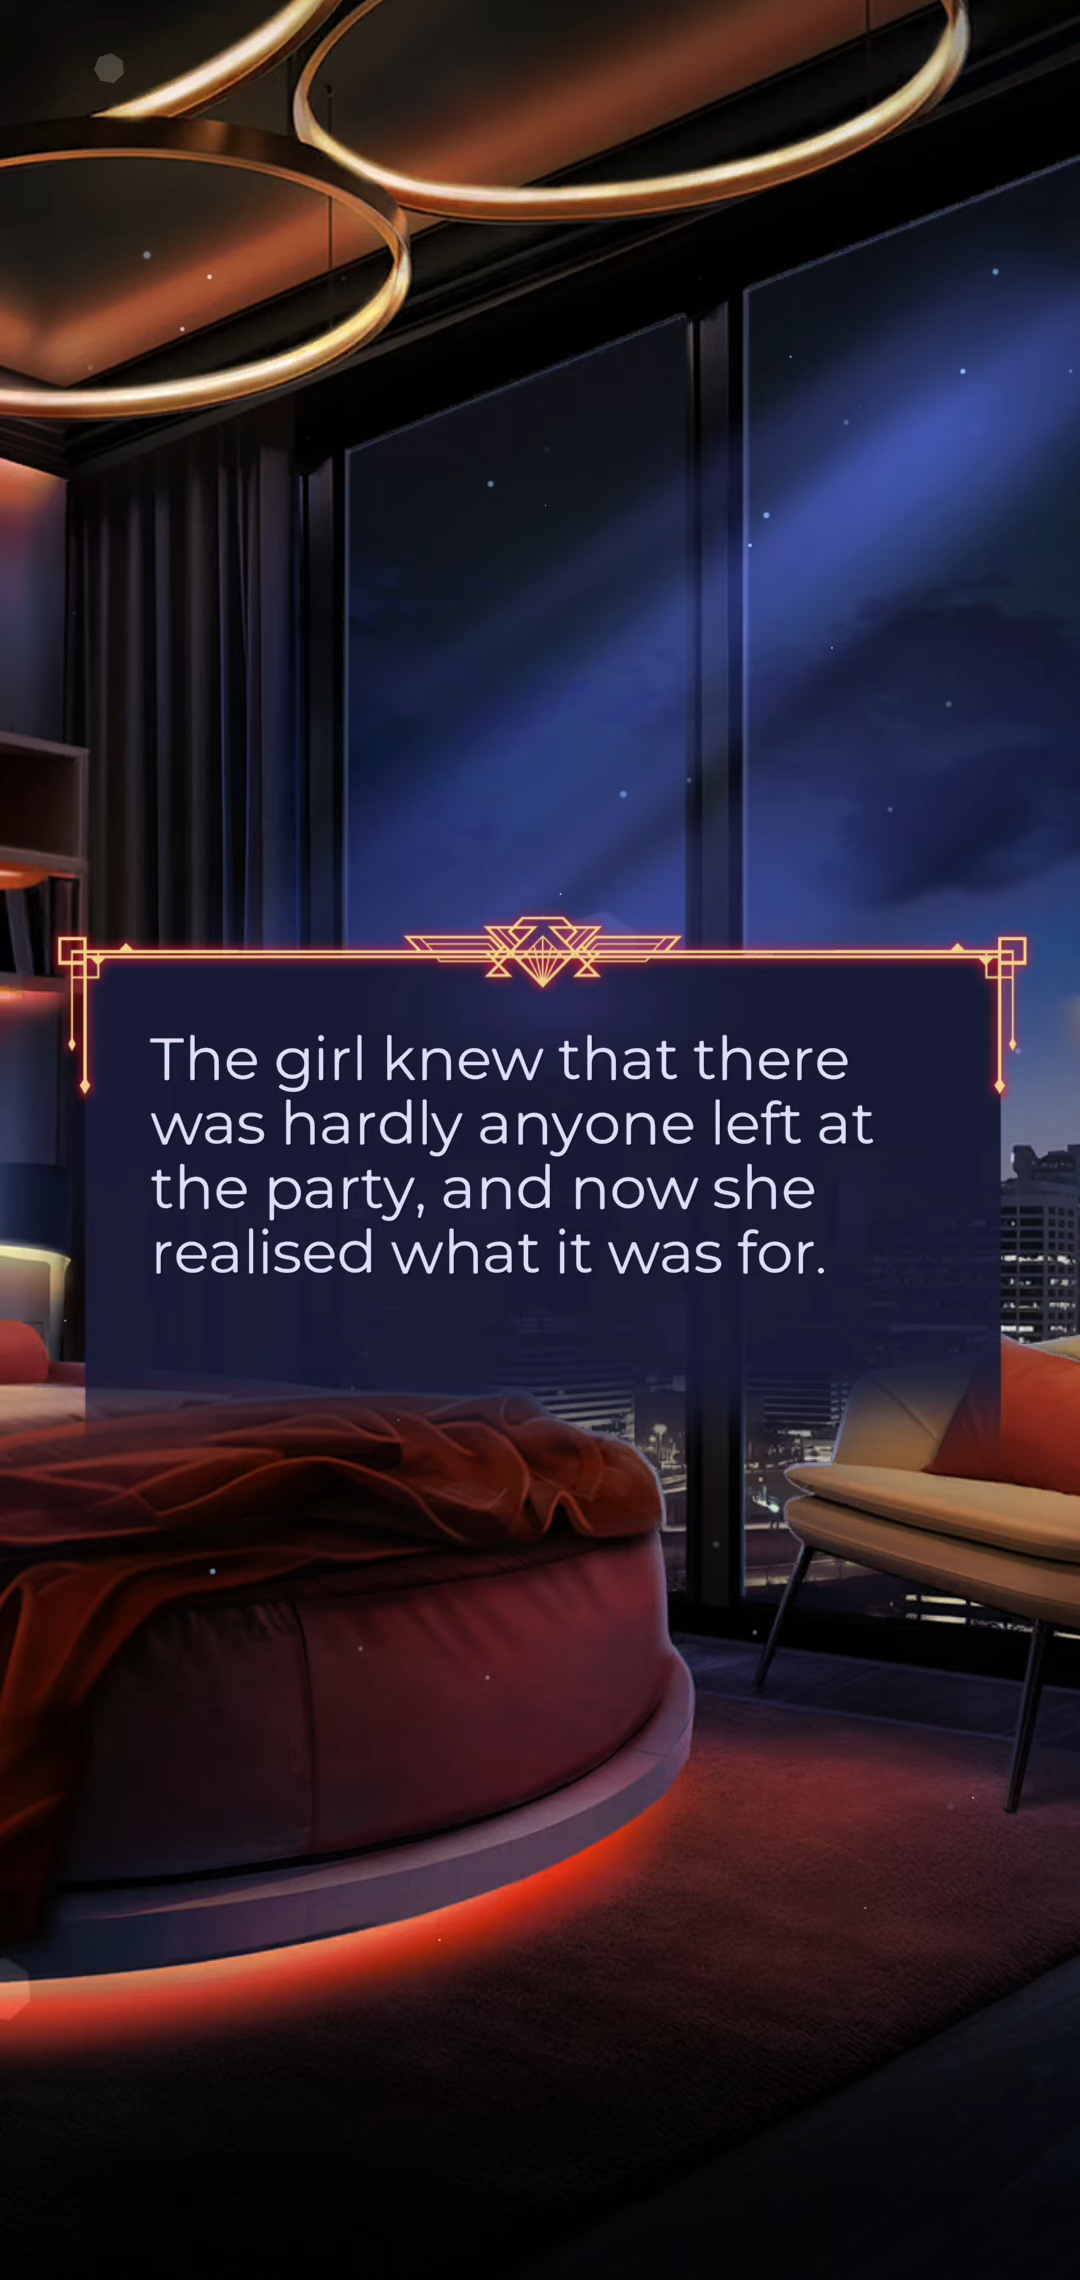 The girl knew that there
was hardly anyone left at
the party, and now she
realised what it was for.